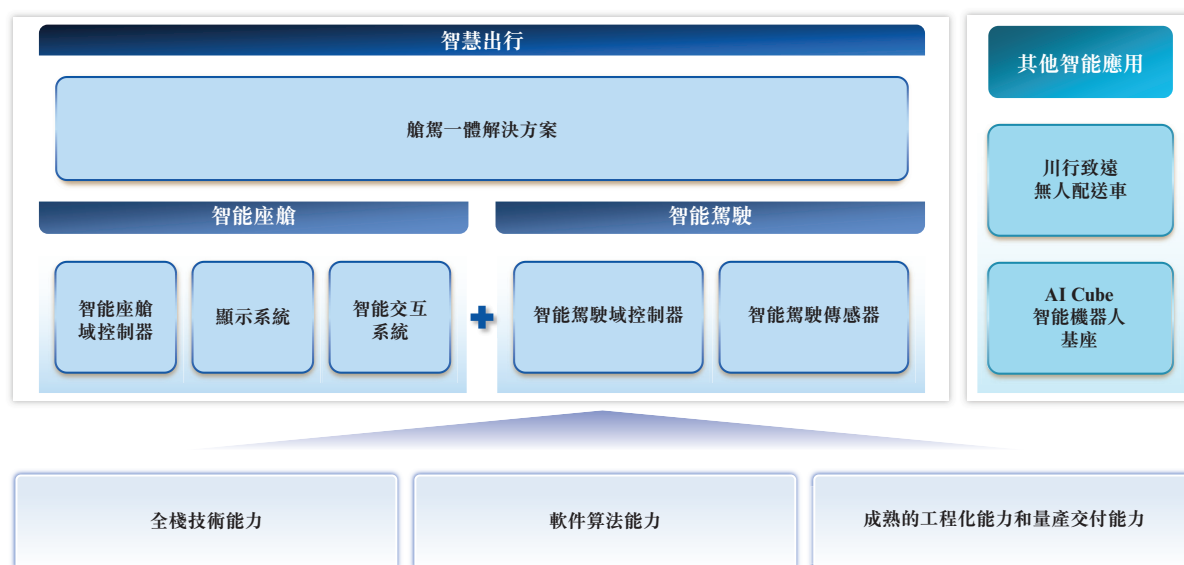 智慧出行
艙駕一體解決方案
智能座艙
智能座艙
域控制器
顯示系統
智能交互
系統
智能駕駛
智能駕駛域控制器
智能駕駛傳感器
其他智能應用
川行致遠
無人配送車
AI Cube
智能機器人
基座
全棧技術能力
軟件算法能力
成熟的工程化能力和量產交付能力